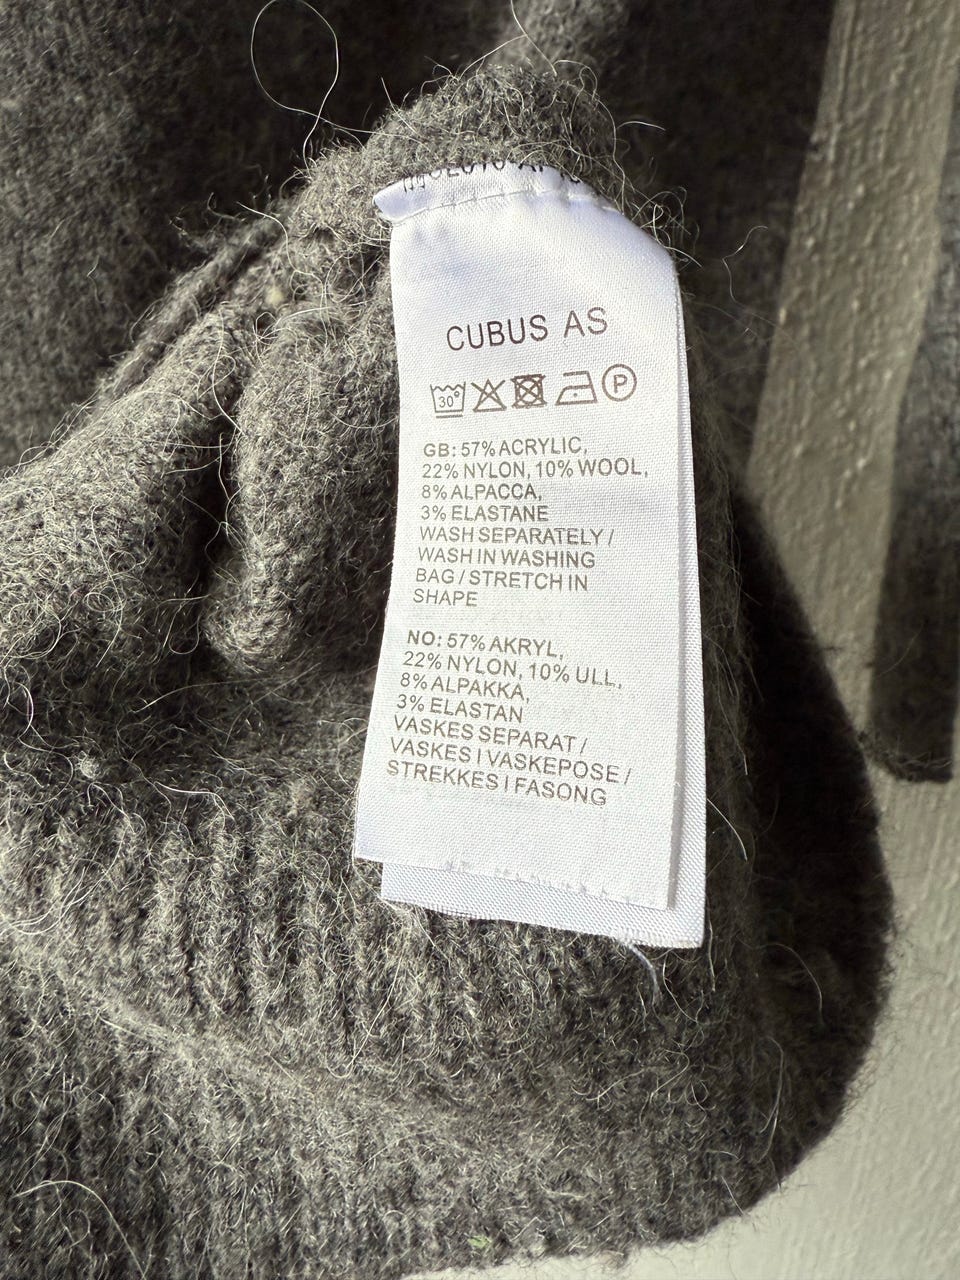 CUBUS AS
30°
P
GB: 57% ACRYLIC,
22% NYLON, 10% WOOL,
8% ALPACCA,
3% ELASTANE
WASH SEPARATELY /
WASH IN WASHING
BAG / STRETCH IN
SHAPE
NO: 57% AKRYL,
22% NYLON, 10% ULL,
8% ALPAKKA,
3% ELASTAN
VASKES SEPARAT /
VASKES I VASKEPOSE /
STREKKES I FASONG